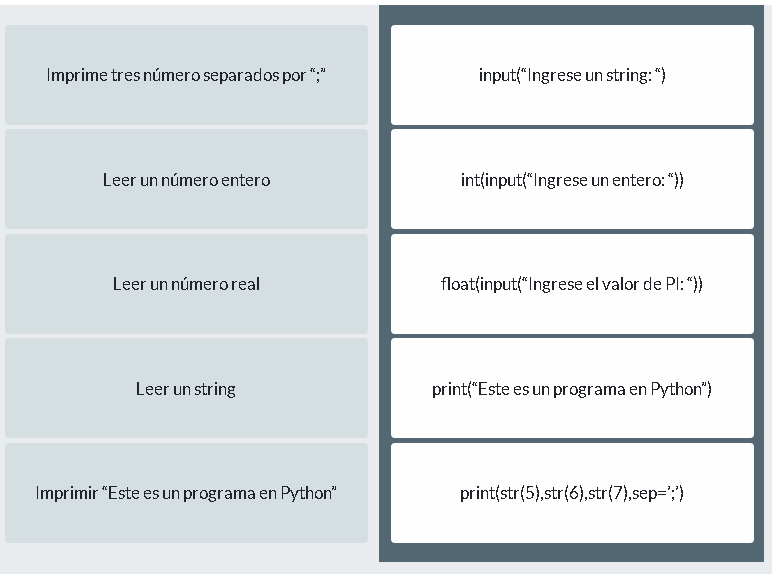 Imprime tres número separados por “;”
input(“Ingrese un string: “)
Leer un número entero
int(input(“Ingrese un entero: “))
Leer un número real
float(input(“Ingrese el valor de PI: “))
Leer un string
print(“Este es un programa en Python”)
Imprimir “Este es un programa en Python”
print(str(5),str(6),str(7),sep=’;’)